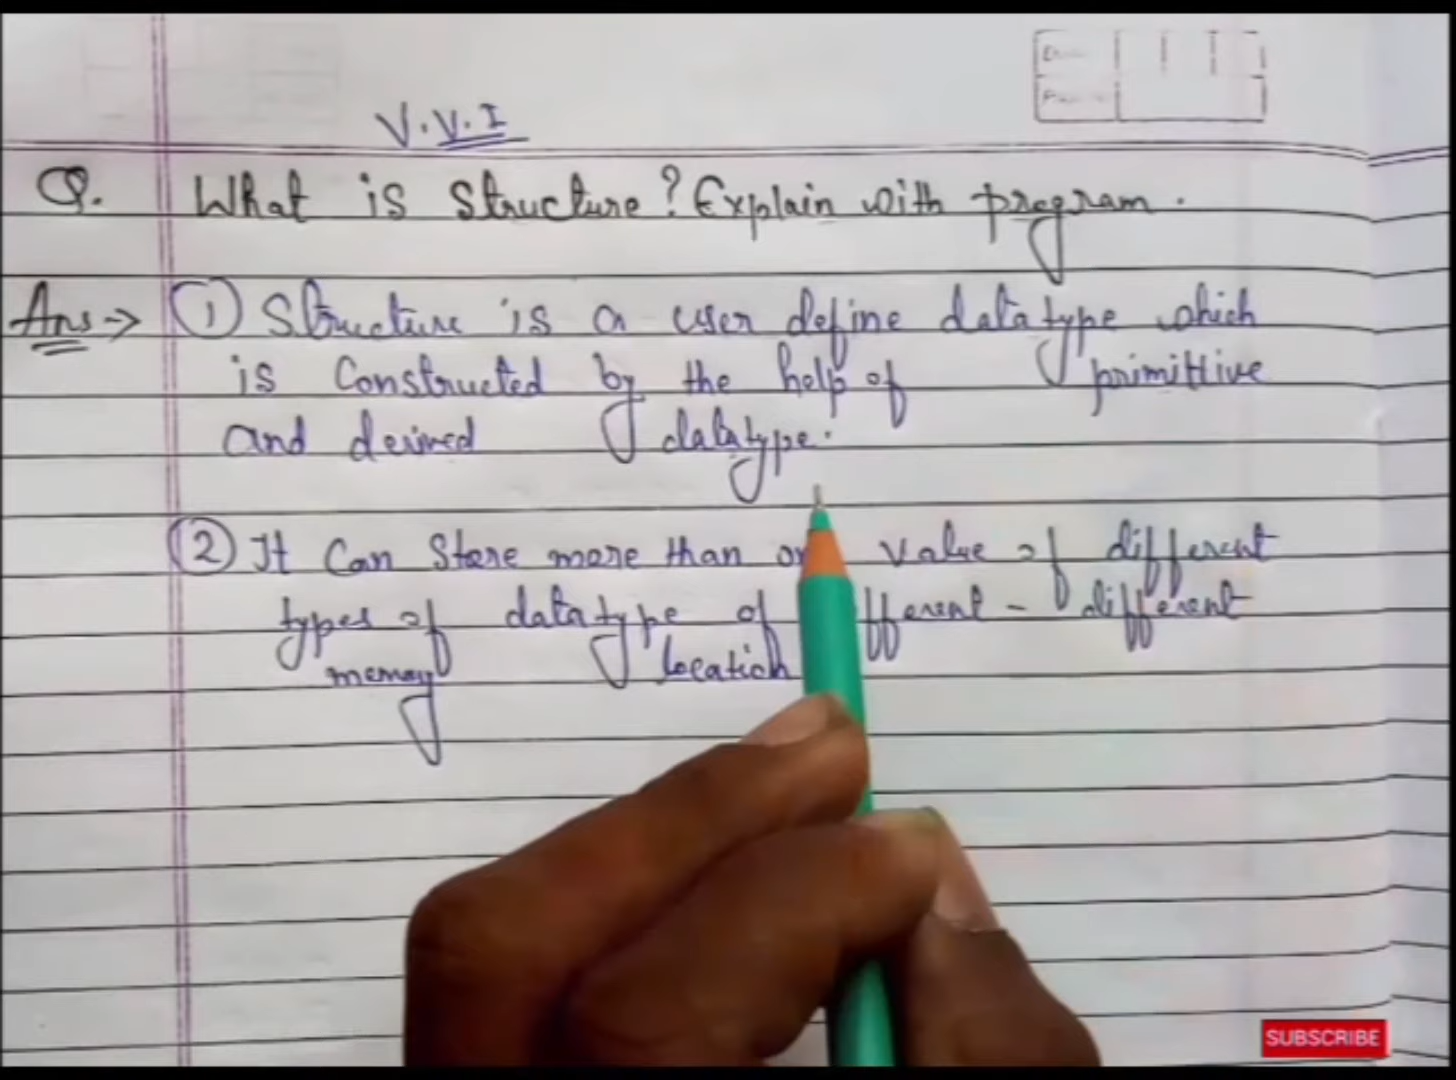 V.V.I
Q. What is structure? Explain with program.
Ans → ① Structure is a user define datatype which
is constructed by the help of primittive
and derived datatype.
② It can store more than value of different
types of datatype of - different
memory location
SUBSCRIBE